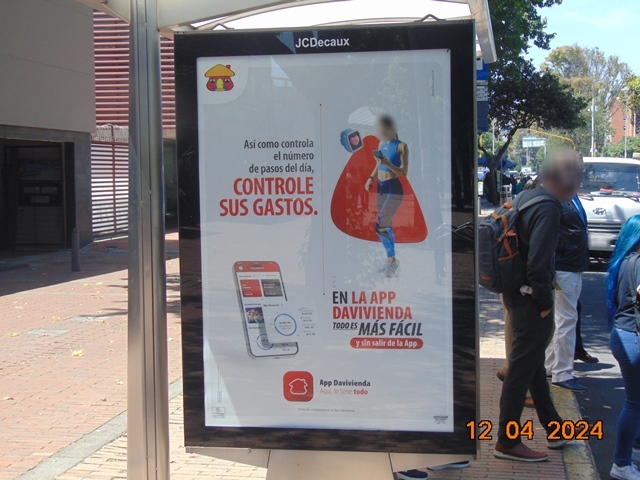 JCDecaux
Así como controla
el número
de pasos del día,
CONTROLE
SUS GASTOS.
EN LA APP
DAVIVIENDA
TODO ES MÁS FÁCIL
y sin salir de la App
App Davivienda
Aquí, lo tiene todo
12 04 2024